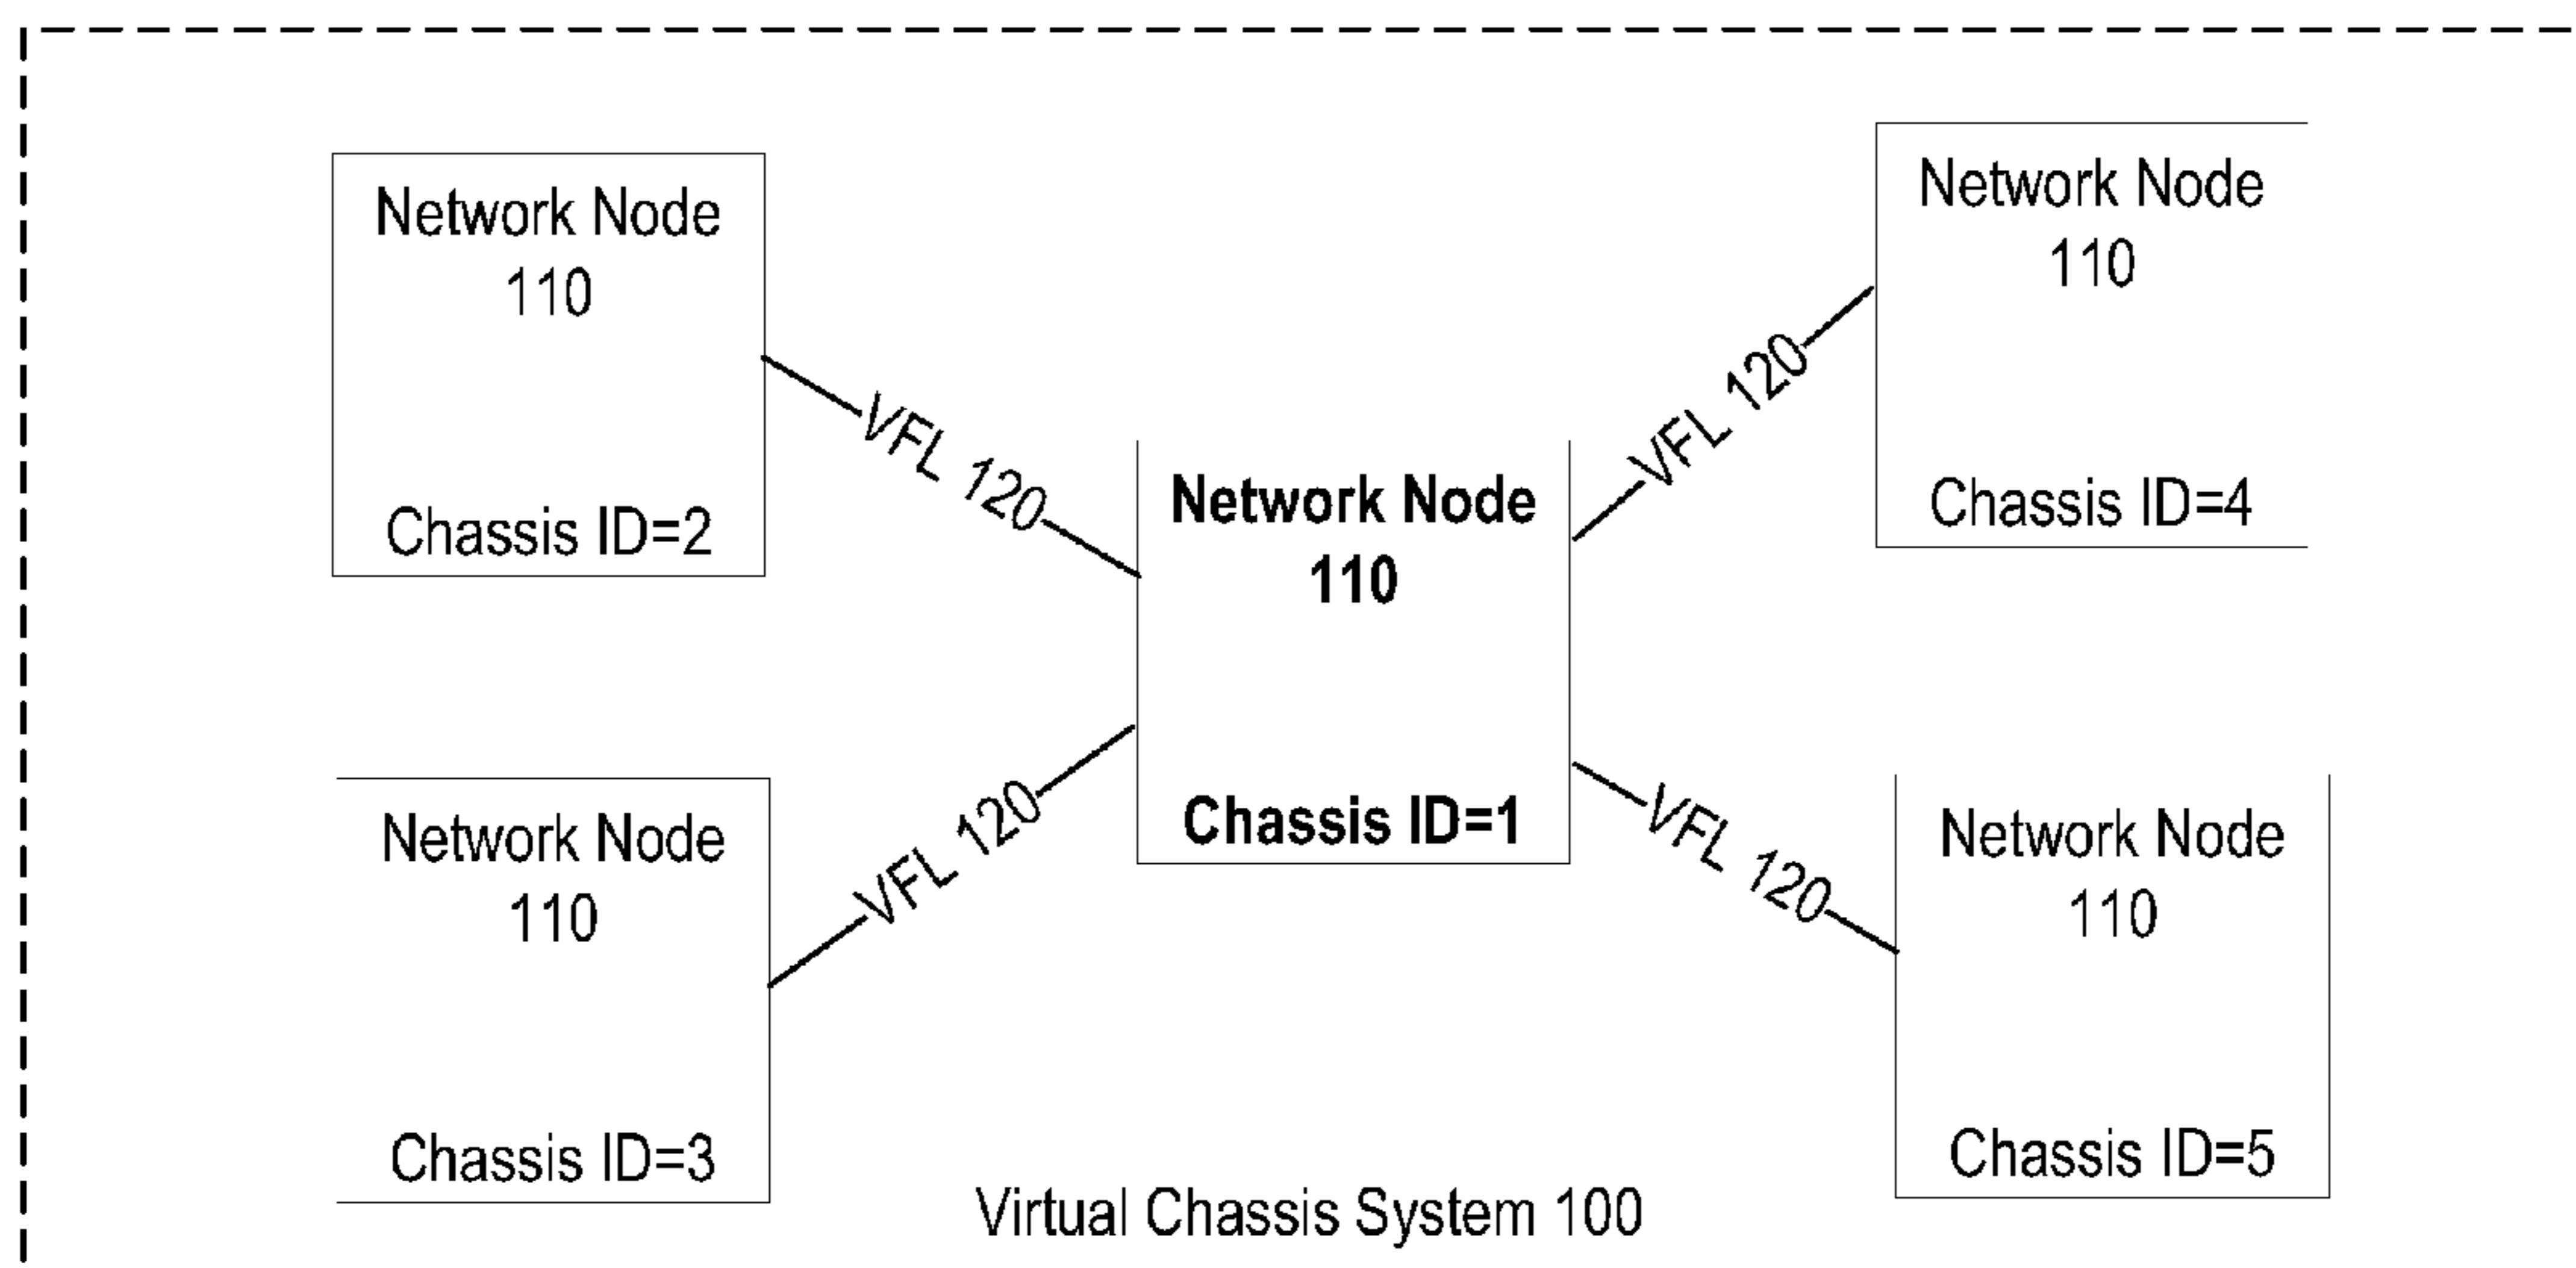 Network Node
110
Chassis ID=2
VFL 120
Network Node
110
Chassis ID=4
VFL 120
Network Node
110
Chassis ID=1
Network Node
110
Chassis ID=3
VFL 120
Network Node
110
Chassis ID=5
VFL 120
Virtual Chassis System 100